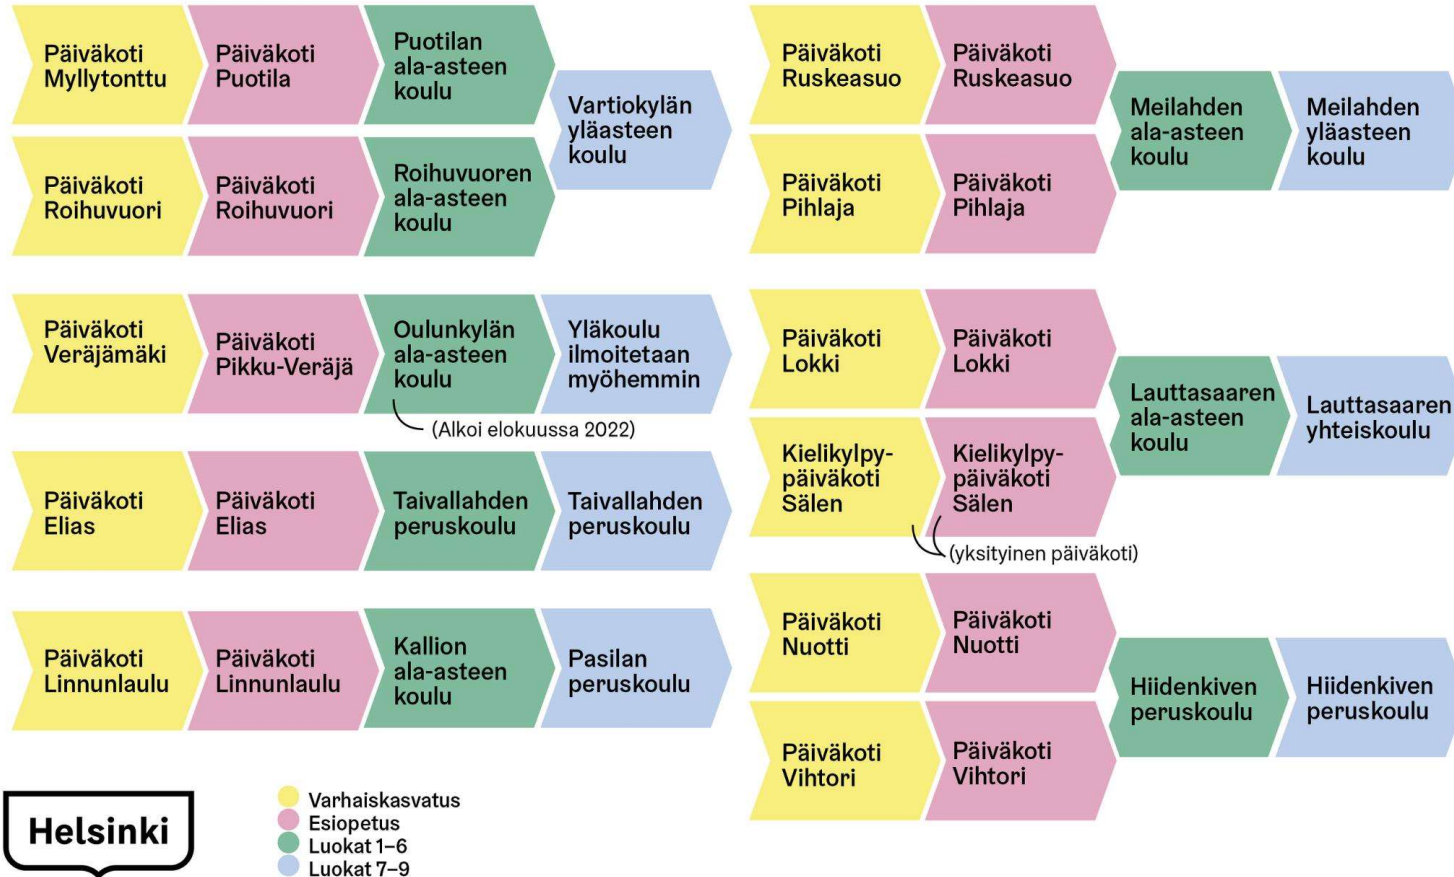 Päiväkoti
Myllytonttu
Päiväkoti
Puotila
Puotilan
ala-asteen
koulu
Päiväkoti
Roihuvuori
Päiväkoti
Roihuvuori
Roihuvuoren
ala-asteen
koulu
Vartiokylän
yläasteen
koulu
Päiväkoti
Veräjämäki
Päiväkoti
Pikku-Veräjä
Oulunkylän
ala-asteen
koulu
(Alkoi elokuussa 2022)
Yläkoulu
ilmoitetaan
myöhemmin
Päiväkoti
Elias
Päiväkoti
Elias
Taivallahden
peruskoulu
Taivallahden
peruskoulu
Päiväkoti
Linnunlaulu
Päiväkoti
Linnunlaulu
Kallion
ala-asteen
koulu
Pasilan
peruskoulu
Päiväkoti
Ruskeasuo
Päiväkoti
Ruskeasuo
Päiväkoti
Pihlaja
Päiväkoti
Pihlaja
Meilahden
ala-asteen
koulu
Meilahden
yläasteen
koulu
Päiväkoti
Lokki
Päiväkoti
Lokki
Kielikylpy-
päiväkoti
Sälen
Kielikylpy-
päiväkoti
Sälen
(yksityinen päiväkoti)
Lauttasaaren
ala-asteen
koulu
Lauttasaaren
yhteiskoulu
Päiväkoti
Nuotti
Päiväkoti
Nuotti
Päiväkoti
Vihtori
Päiväkoti
Vihtori
Hiidenkiven
peruskoulu
Hiidenkiven
peruskoulu
Helsinki
Varhaiskasvatus
Esiopetus
Luokat 1–6
Luokat 7–9